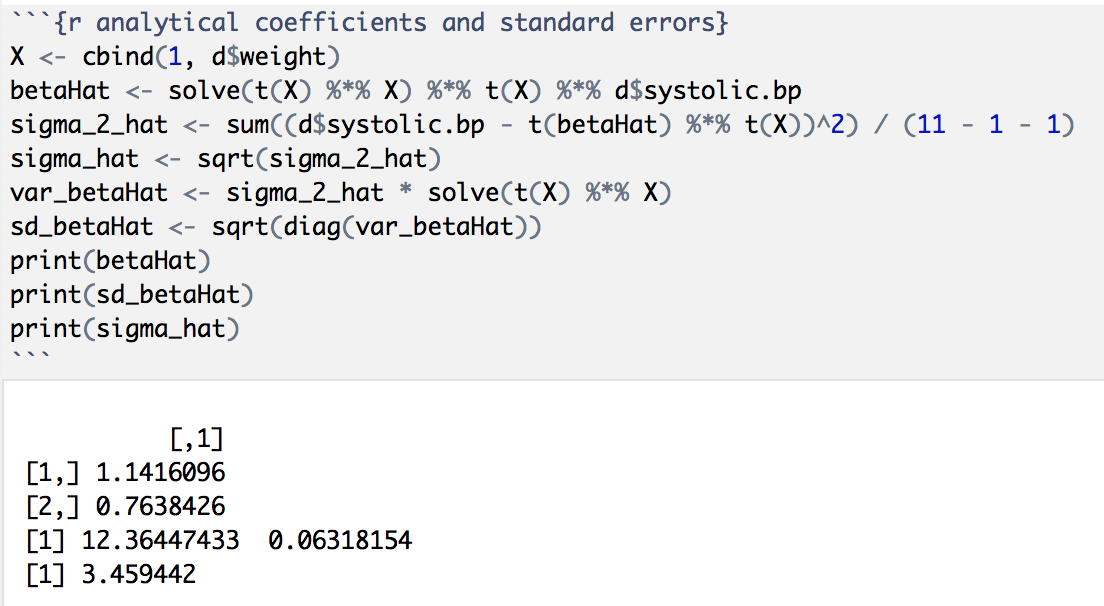 ```{r analytical coefficients and standard errors}
X <- cbind(1, d$weight)
betaHat <- solve(t(X) %*% X) %*% t(X) %*% d$systolic.bp
sigma_2_hat <- sum((d$systolic.bp - t(betaHat) %*% t(X))^2) / (11 - 1 - 1)
sigma_hat <- sqrt(sigma_2_hat)
var_betaHat <- sigma_2_hat * solve(t(X) %*% X)
sd_betaHat <- sqrt(diag(var_betaHat))
print(betaHat)
print(sd_betaHat)
print(sigma_hat)
```
[,1]
[1,] 1.1416096
[2,] 0.7638426
[1] 12.36447433  0.06318154
[1] 3.459442